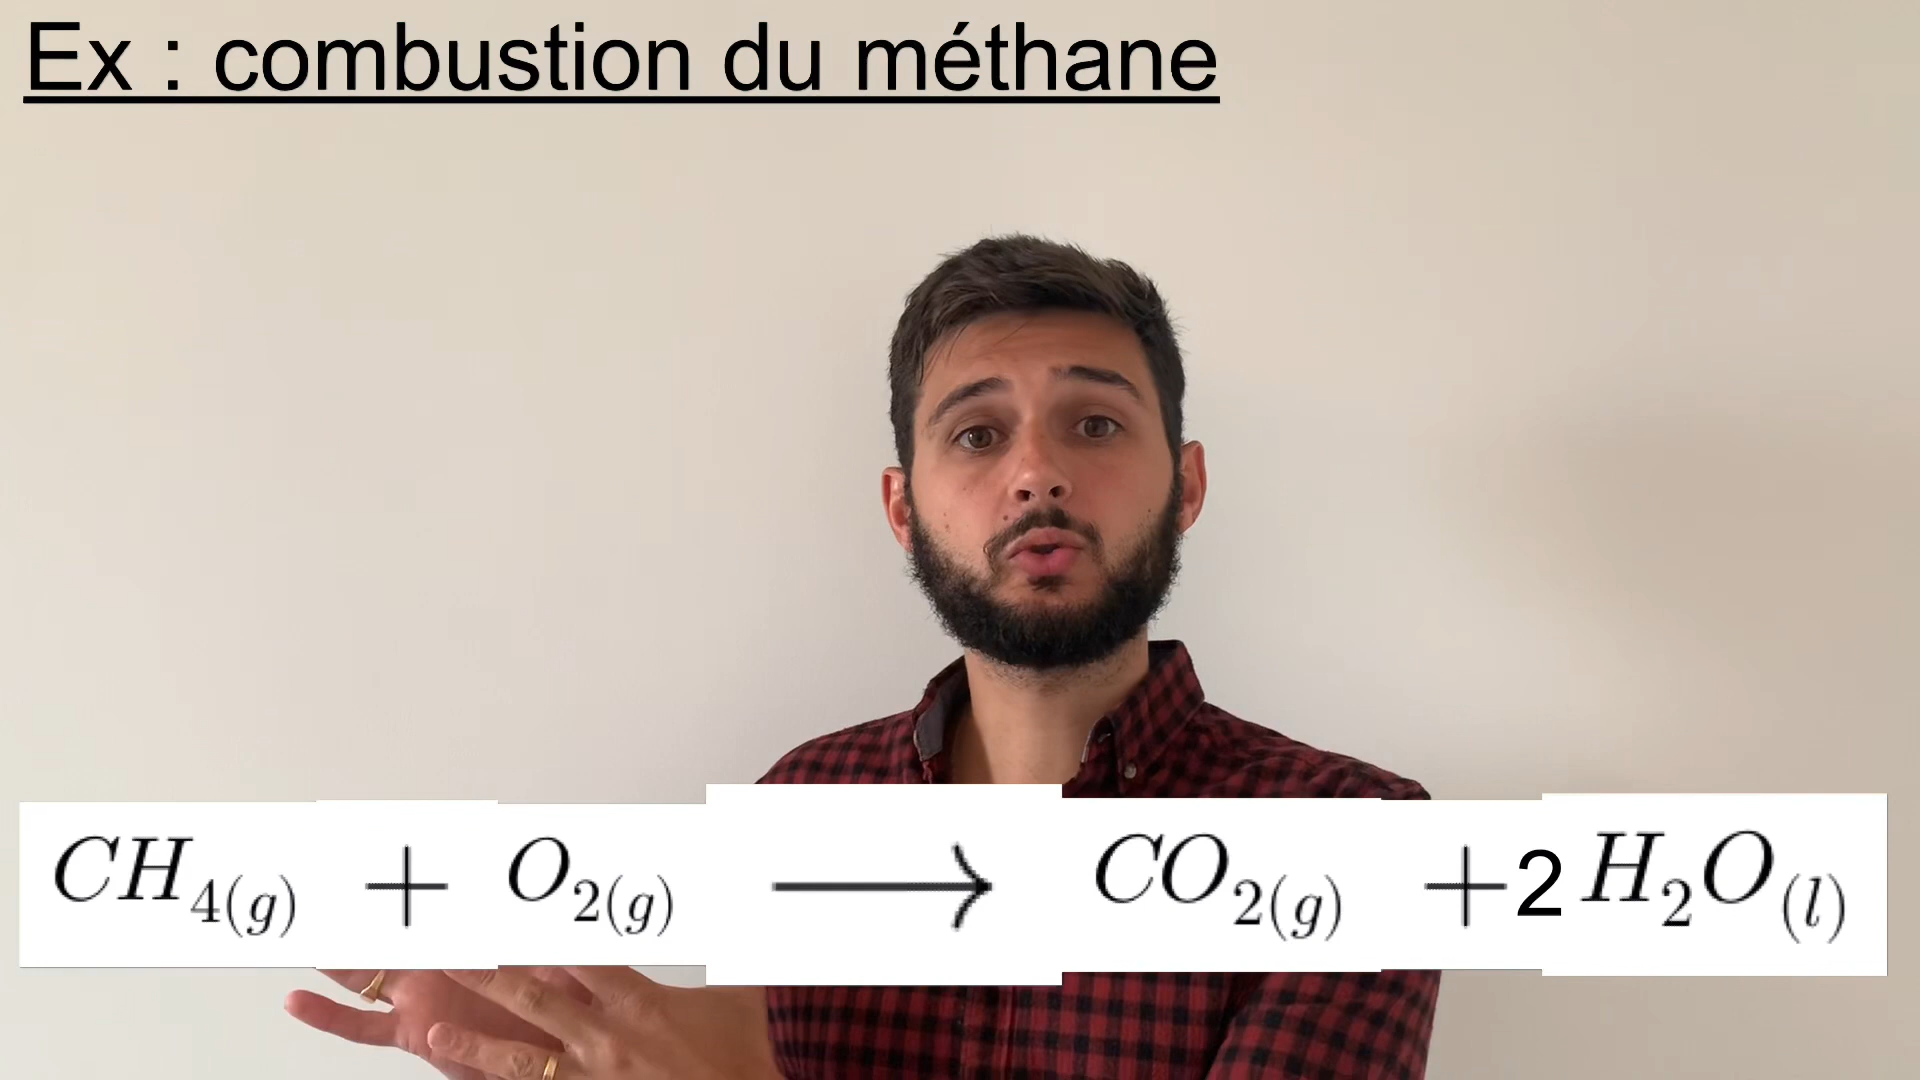 Ex : combustion du méthane
CH₄₍g₎ + O₂₍g₎ ⟶ CO₂₍g₎ +2 H₂O₍l₎